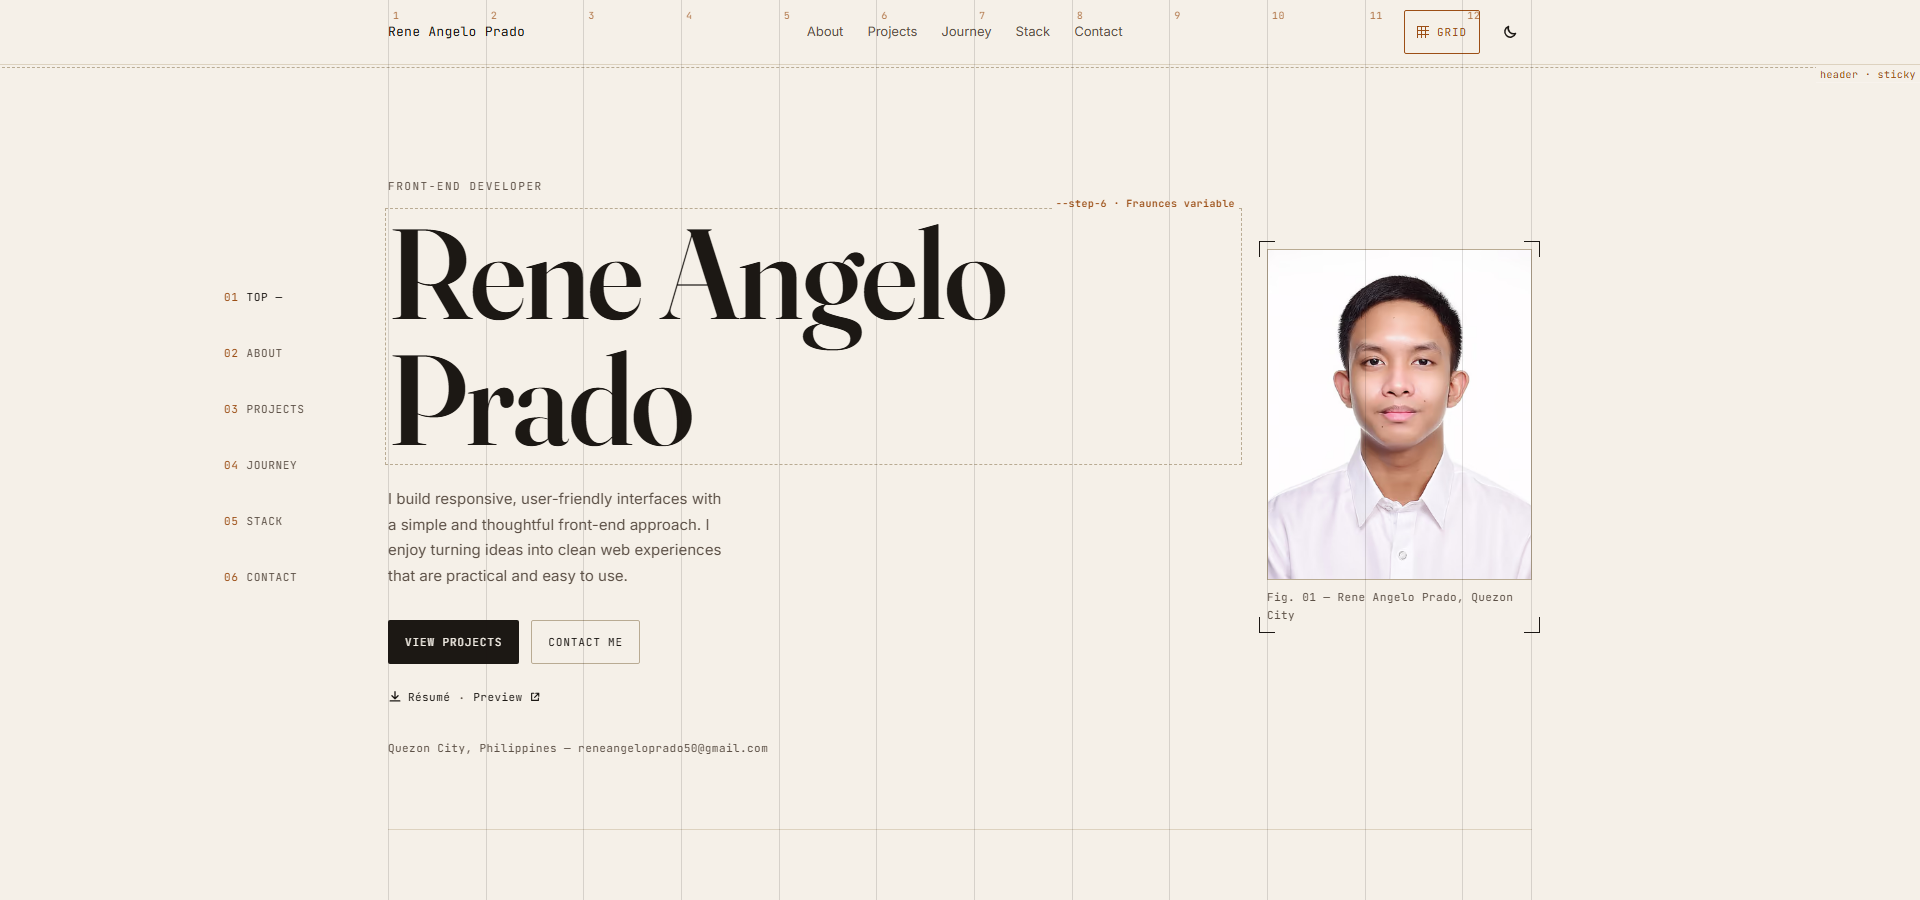 1 2 3 4 5 6 7 8 9 10 11 12
Rene Angelo Prado
About Projects Journey Stack Contact
GRID
header · sticky
FRONT-END DEVELOPER
--step-6 · Fraunces variable
Rene Angelo
Prado
01 TOP —
02 ABOUT
03 PROJECTS
04 JOURNEY
05 STACK
06 CONTACT
I build responsive, user-friendly interfaces with
a simple and thoughtful front-end approach. I
enjoy turning ideas into clean web experiences
that are practical and easy to use.
VIEW PROJECTS
CONTACT ME
Résumé · Preview
Quezon City, Philippines — reneangeloprado50@gmail.com
Fig. 01 — Rene Angelo Prado, Quezon
City